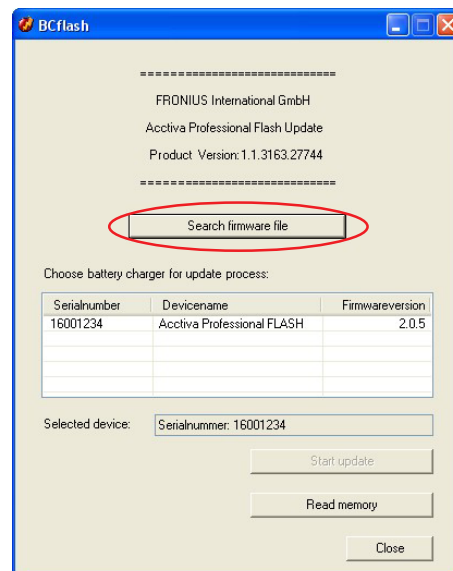 BCflash
=============================
FRONIUS International GmbH
Acctiva Professional Flash Update
Product Version:1.1.3163.27744
=============================
Search firmware file
Choose battery charger for update process:
Serialnumber Devicename Firmwareversion
16001234 Acctiva Professional FLASH 2.0.5
Selected device: Serialnummer: 16001234
Start update
Read memory
Close